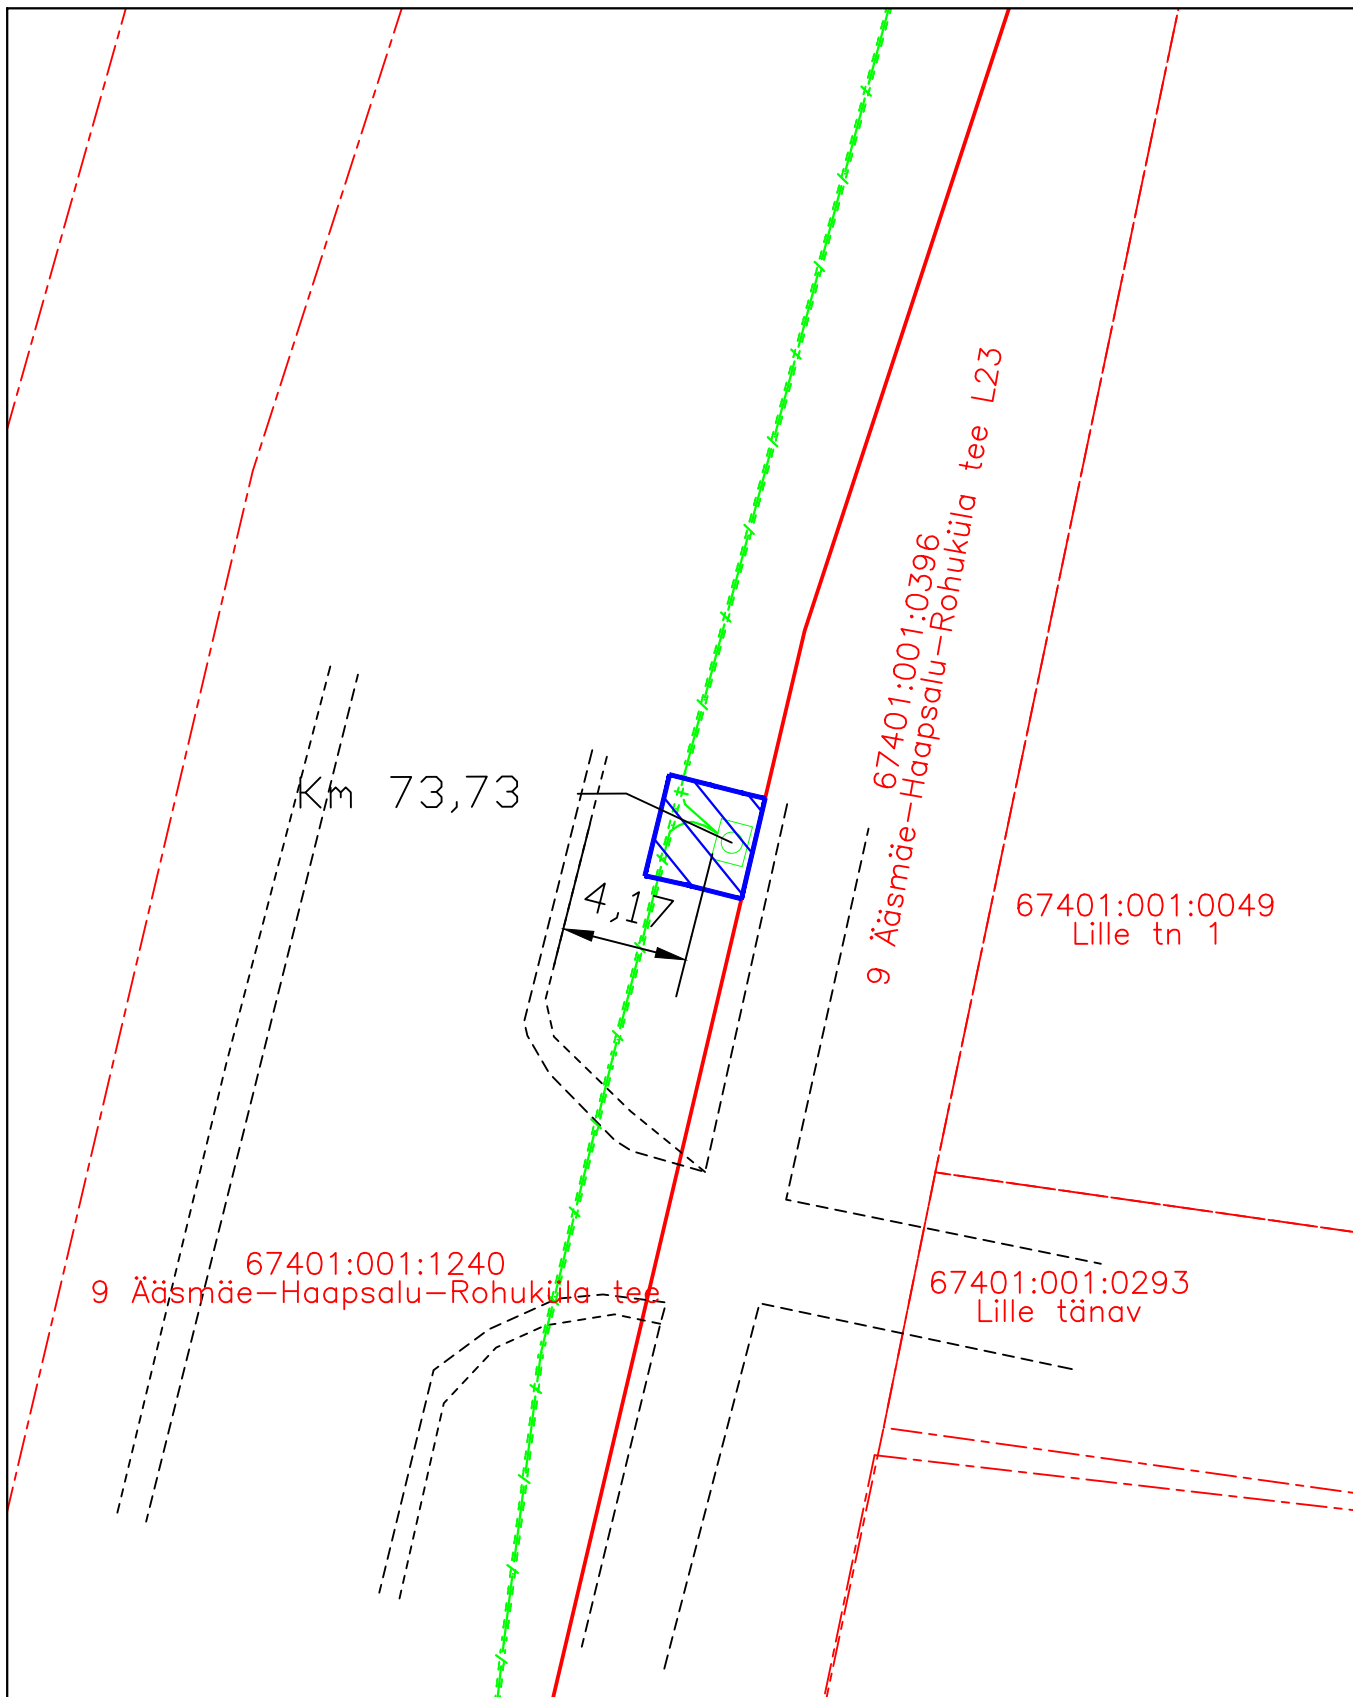 67401:001:0396
9 Ääsmäe-Haapsalu-Rohuküla tee L23
Km 73,73
4,17
67401:001:0049
Lille tn 1
67401:001:1240
9 Ääsmäe-Haapsalu-Rohuküla tee
67401:001:0293
Lille tänav